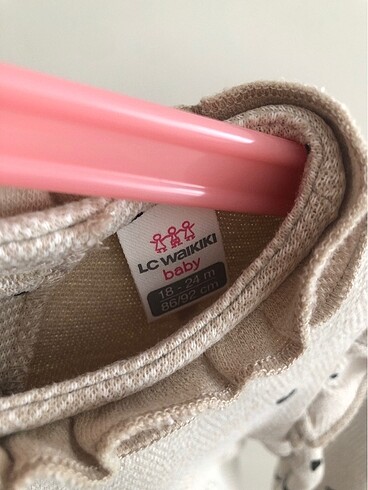 LC WAIKIKI
baby
18 - 24 m
86/92 cm